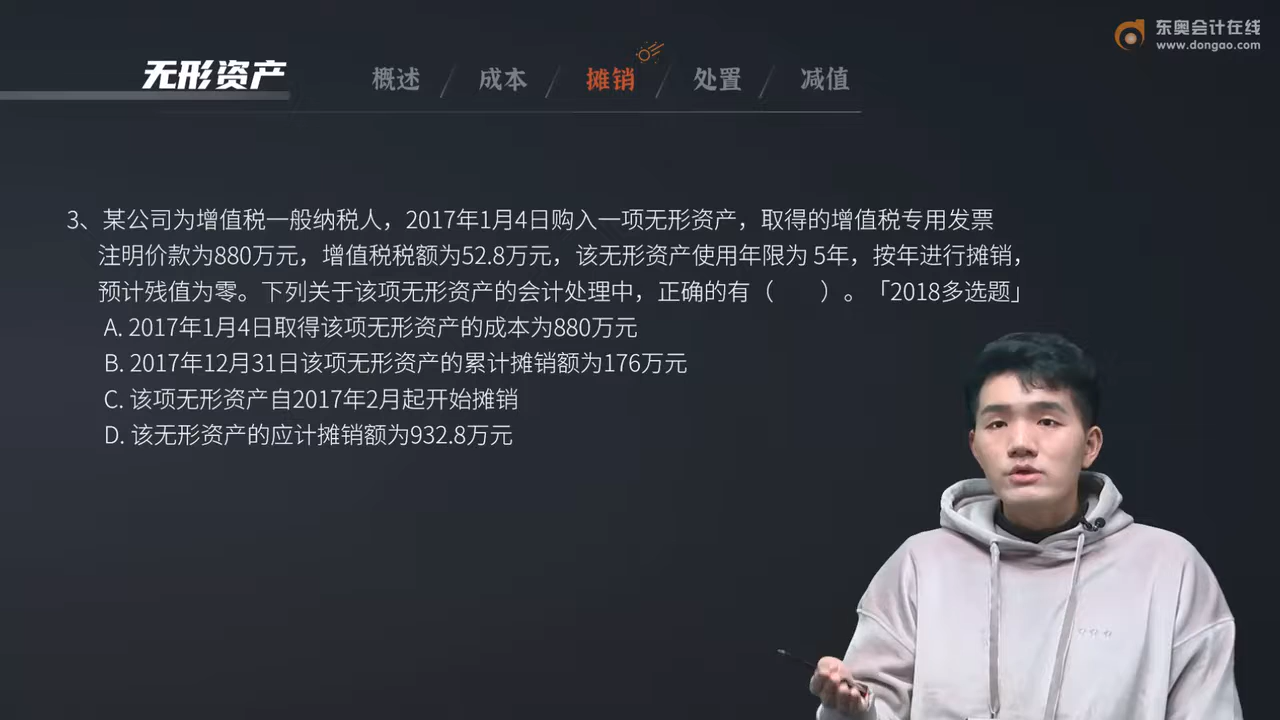 东奥会计在线
www.dongao.com
无形资产
概述 / 成本 / 摊销 / 处置 / 减值
3、某公司为增值税一般纳税人，2017年1月4日购入一项无形资产，取得的增值税专用发票
注明价款为880万元，增值税税额为52.8万元，该无形资产使用年限为 5年，按年进行摊销，
预计残值为零。下列关于该项无形资产的会计处理中，正确的有（　　）。「2018多选题」
A. 2017年1月4日取得该项无形资产的成本为880万元
B. 2017年12月31日该项无形资产的累计摊销额为176万元
C. 该项无形资产自2017年2月起开始摊销
D. 该无形资产的应计摊销额为932.8万元